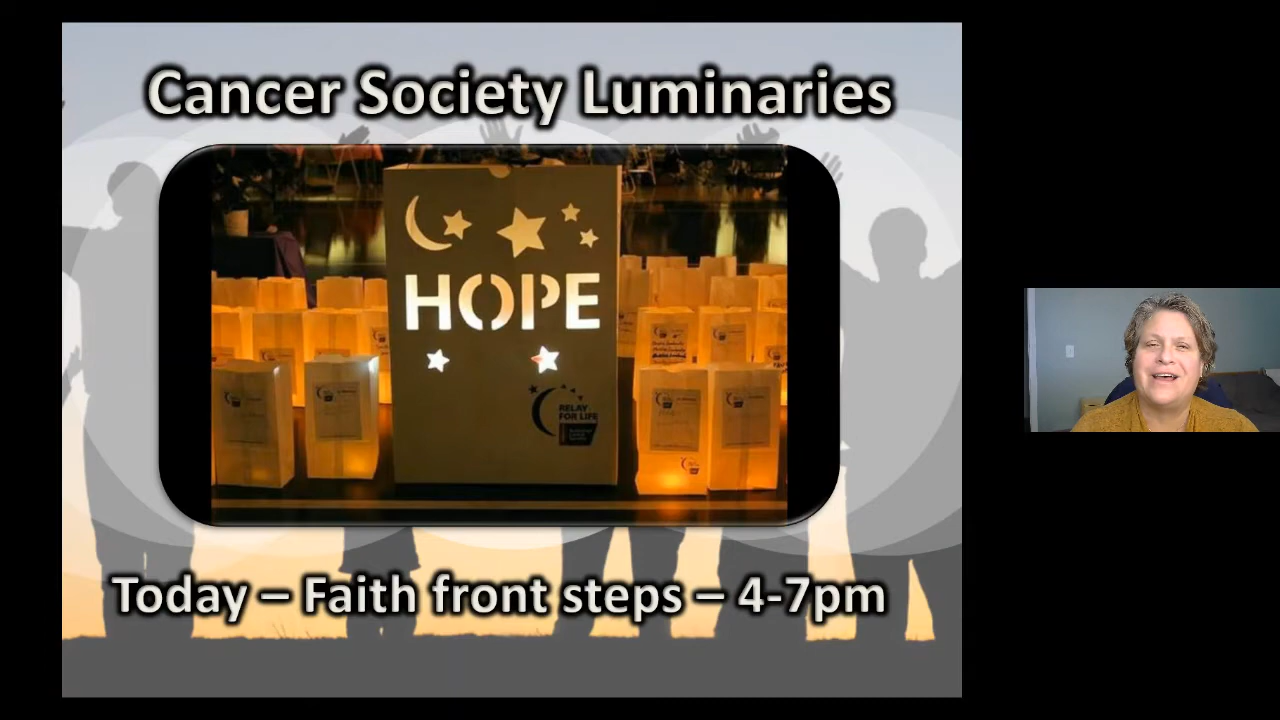 Cancer Society Luminaries
HOPE
RELAY
FOR LIFE
Today – Faith front steps – 4-7pm